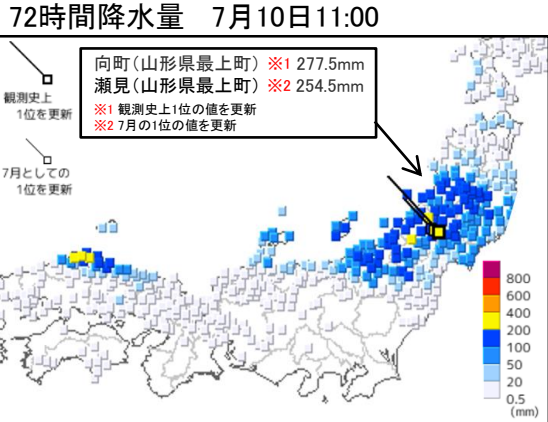 72時間降水量　7月10日11:00
向町(山形県最上町) ※1 277.5mm
瀬見(山形県最上町) ※2 254.5mm
※1 観測史上1位の値を更新
※2 7月の1位の値を更新
観測史上
1位を更新
7月としての
1位を更新
800
600
400
200
100
50
20
0.5
(mm)